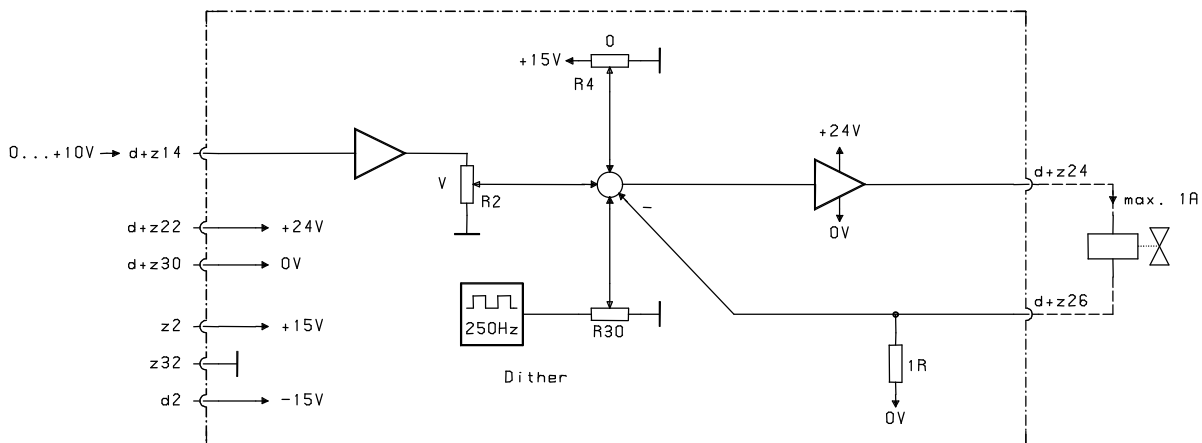 0
+15V
R4
0...+10V
d+z14
+24V
d+z24
V
R2
-
max. 1A
d+z22
+24V
0V
d+z30
0V
d+z26
250Hz
R30
z2
+15V
z32
1R
Dither
d2
-15V
0V